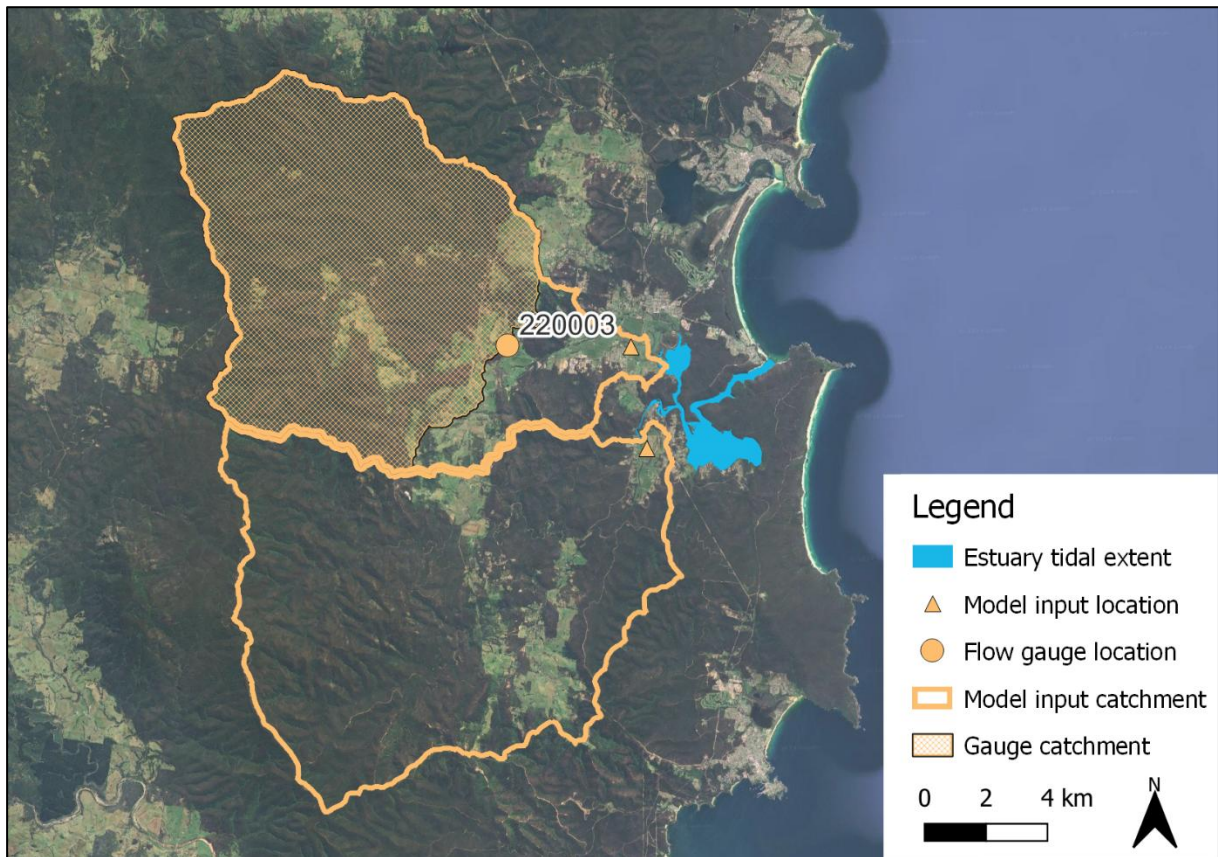 220003
Legend
Estuary tidal extent
Model input location
Flow gauge location
Model input catchment
Gauge catchment
0 2 4 km
N